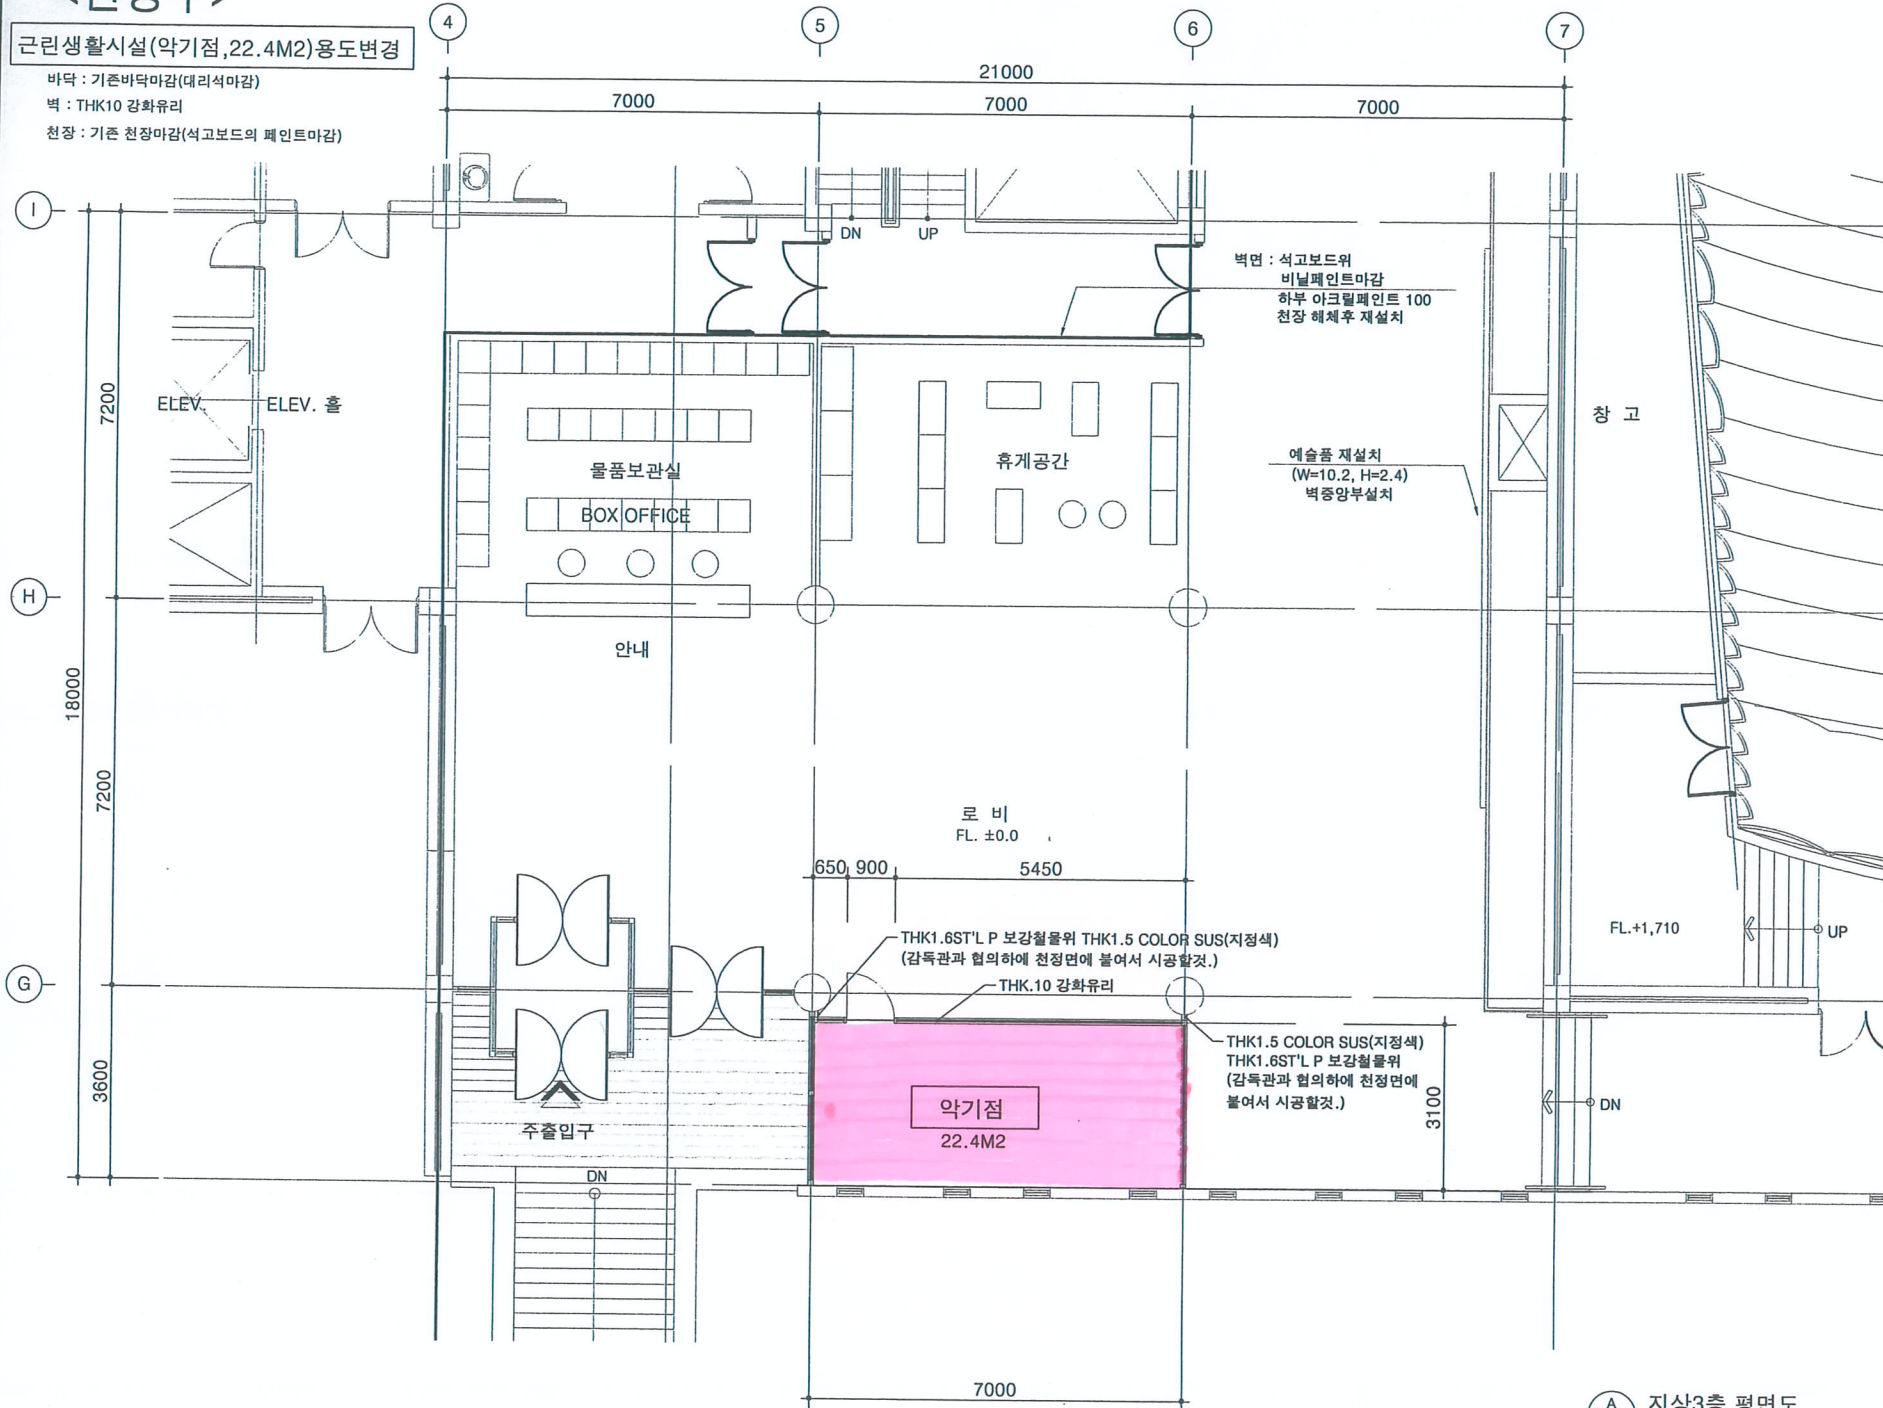 근린생활시설(악기점,22.4M2)용도변경
바닥 : 기존바닥마감(대리석마감)
벽 : THK10 강화유리
천장 : 기존 천장마감(석고보드의 페인트마감)
4
5
6
7
21000
7000
7000
7000
I
DN
UP
벽면 : 석고보드위
비닐페인트마감
하부 아크릴페인트 100
천장 해체후 재설치
7200
ELEV.
ELEV. 홀
창 고
물품보관실
휴게공간
예술품 재설치
(W=10.2, H=2.4)
벽중앙부설치
BOX OFFICE
H
안내
18000
7200
로 비
FL. ±0.0
650
900
5450
FL.+1,710
UP
THK1.6ST'L P 보강철물위 THK1.5 COLOR SUS(지정색)
(감독관과 협의하에 천정면에 붙여서 시공할것.)
G
THK.10 강화유리
THK1.5 COLOR SUS(지정색)
THK1.6ST'L P 보강철물위
(감독관과 협의하에 천정면에
붙여서 시공할것.)
3600
3100
DN
악기점
22.4M2
주출입구
DN
7000
A
지상3층 평면도